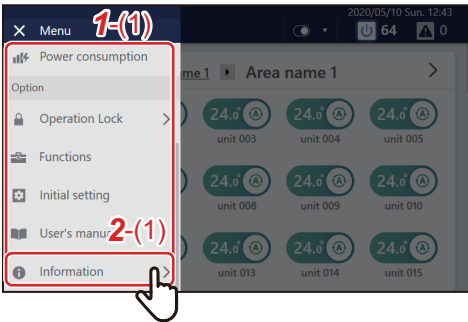 2020/05/10 Sun. 12:43
Menu
1-(1)
64
0
Power consumption
me 1
Area name 1
Option
Operation Lock
24.0 A
24.0 A
24.0 A
unit 003
unit 004
unit 005
Functions
Initial setting
24.0 A
24.0 A
24.0 A
unit 008
unit 009
unit 010
User's manua
2-(1)
Information
24.0 A
24.0 A
24.0 A
unit 013
unit 014
unit 015